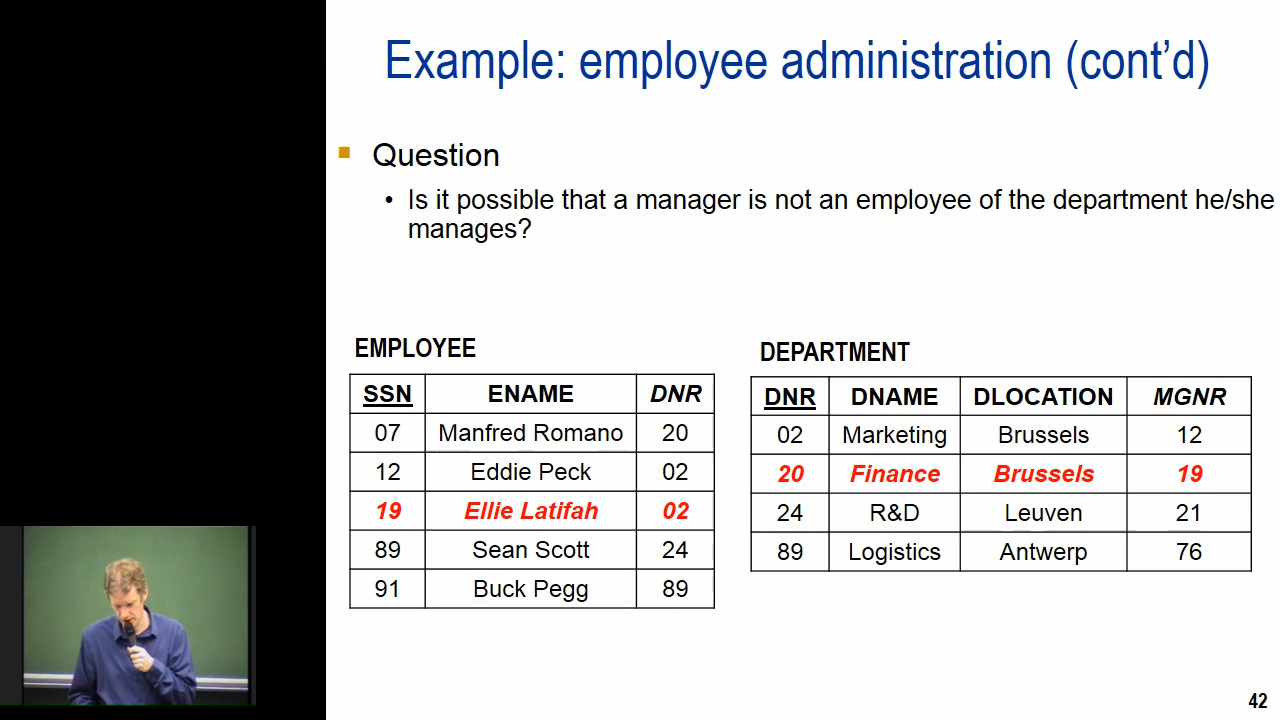 Example: employee administration (cont’d)
Question
• Is it possible that a manager is not an employee of the department he/she
manages?
EMPLOYEE
SSN ENAME DNR
07 Manfred Romano 20
12 Eddie Peck 02
19 Ellie Latifah 02
89 Sean Scott 24
91 Buck Pegg 89
DEPARTMENT
DNR DNAME DLOCATION MGNR
02 Marketing Brussels 12
20 Finance Brussels 19
24 R&D Leuven 21
89 Logistics Antwerp 76
42